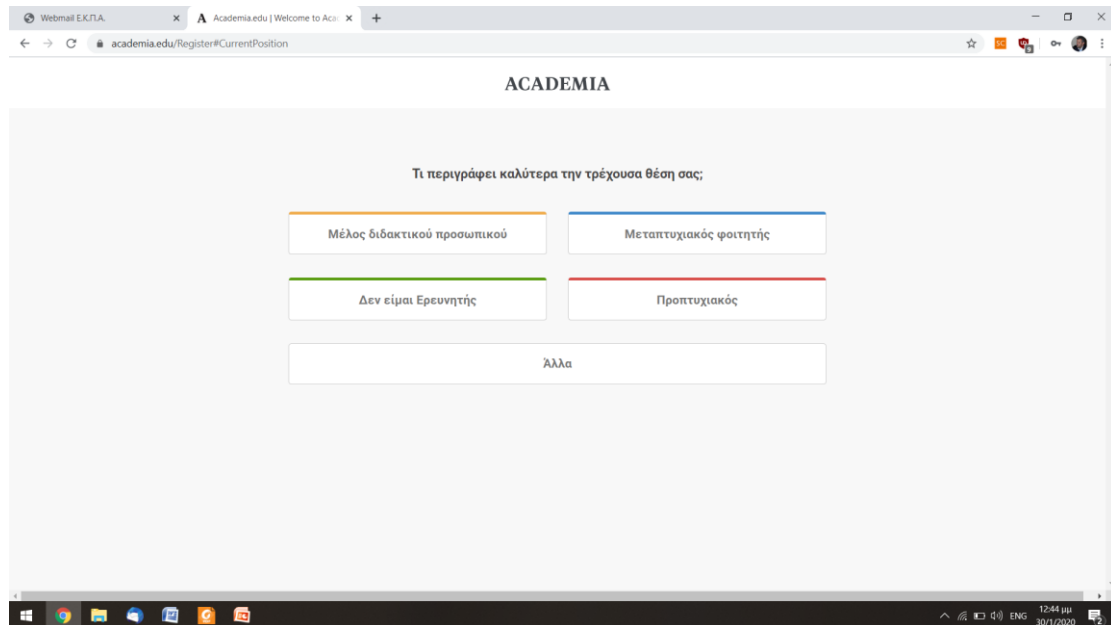 Webmail Ε.Κ.Π.Α.
Academia.edu | Welcome to Aca
academia.edu/Register#CurrentPosition
ACADEMIA
Τι περιγράφει καλύτερα την τρέχουσα θέση σας;
Μέλος διδακτικού προσωπικού
Μεταπτυχιακός φοιτητής
Δεν είμαι Ερευνητής
Προπτυχιακός
Άλλα
ENG
12:44 μμ
30/1/2020